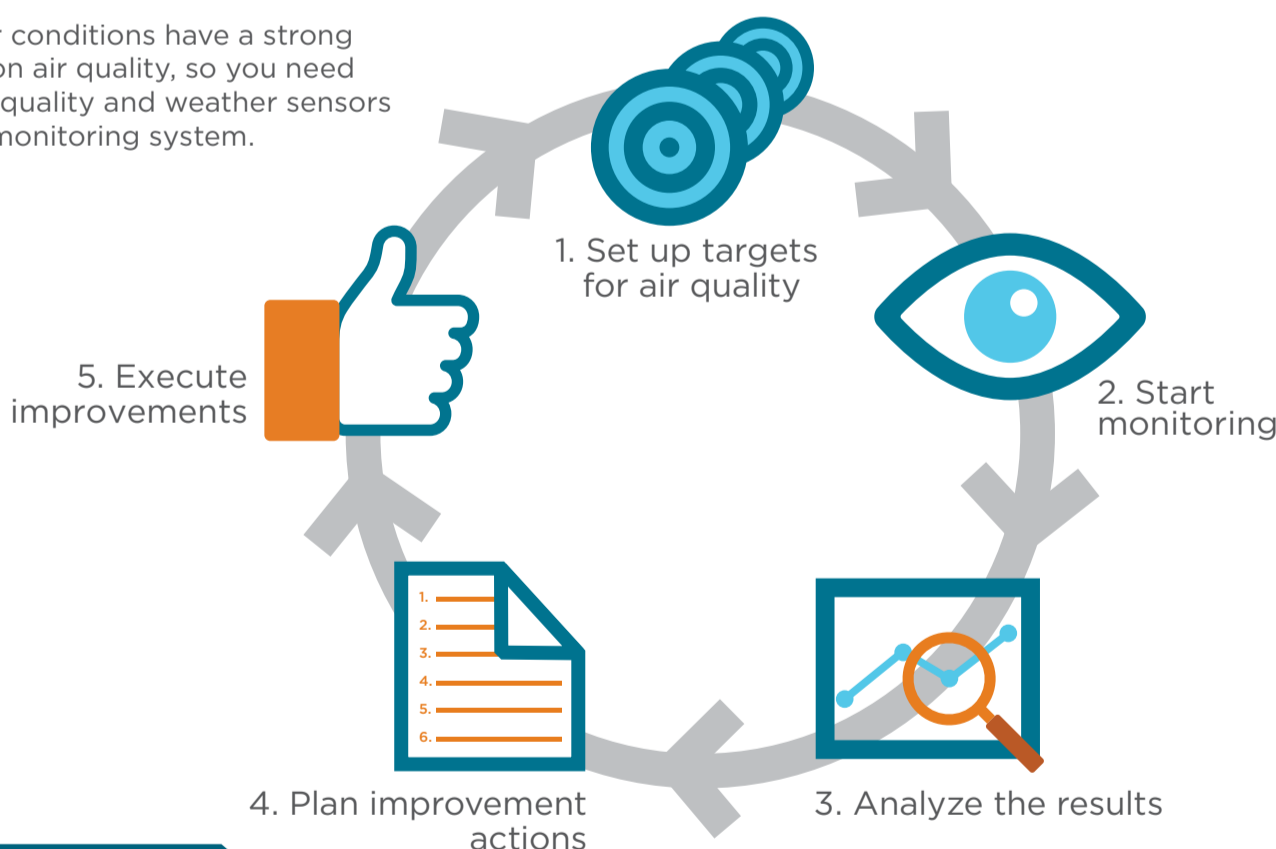 conditions have a strong
on air quality, so you need
quality and weather sensors
monitoring system.
1. Set up targets
for air quality
2. Start
monitoring
3. Analyze the results
4. Plan improvement
actions
5. Execute
improvements
1.
2.
3.
4.
5.
6.